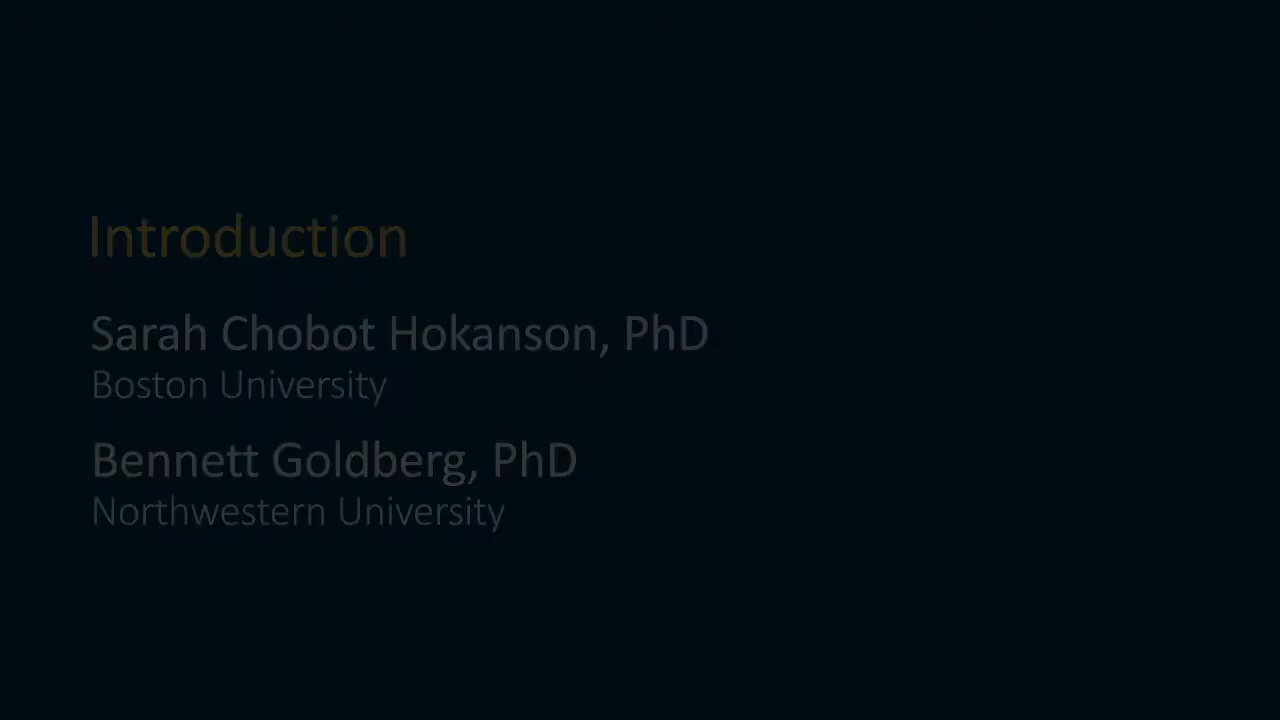 Introduction
Sarah Chobot Hokanson, PhD
Boston University
Bennett Goldberg, PhD
Northwestern University